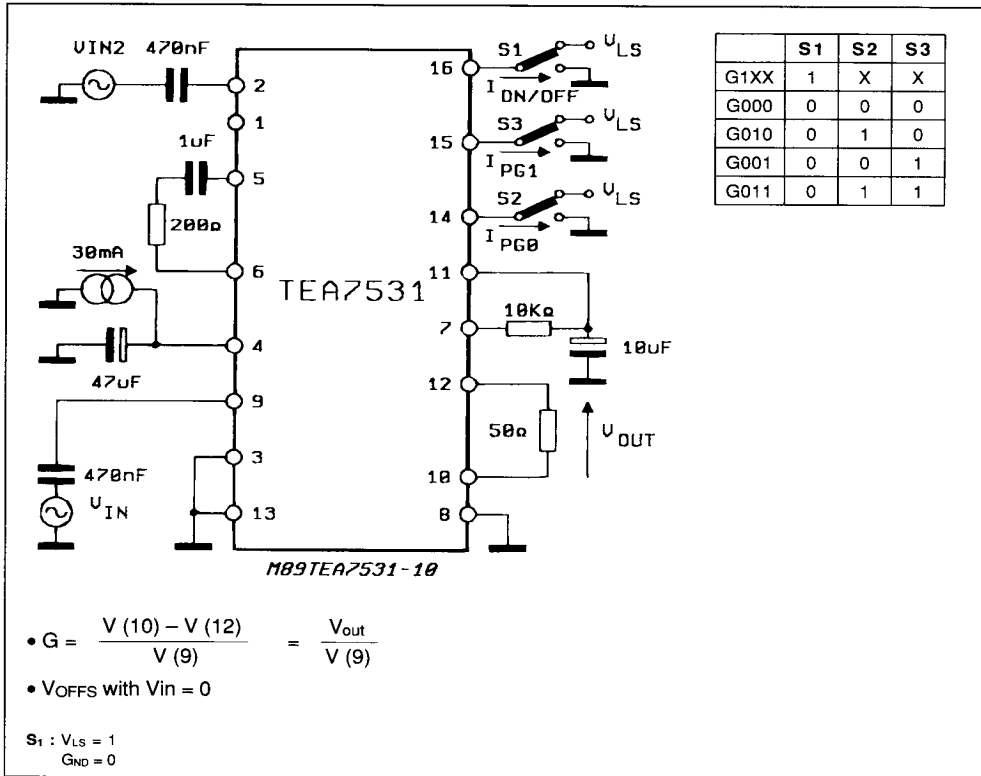 VIN2 470nF
2
1
1uF
5
200Ω
6
30mA
4
47uF
9
470nF
VIN
3
13
TEA7531
16
S1
VLS
I ON/OFF
15
S3
VLS
I PG1
14
S2
VLS
I PG0
11
10KΩ
7
10uF
12
50Ω
VOUT
10
8
M89TEA7531-10
S1 S2 S3
G1XX 1 X X
G000 0 0 0
G010 0 1 0
G001 0 0 1
G011 0 1 1
• G = V (10) – V (12) / V (9) = Vout / V (9)
• VOFFS with Vin = 0
S1 : VLS = 1
GND = 0